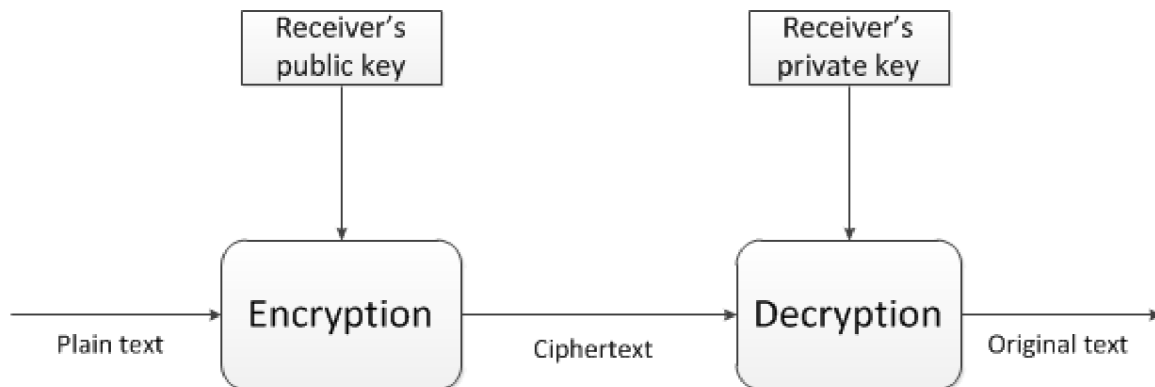 Receiver's
public key
Receiver's
private key
Encryption
Decryption
Plain text
Ciphertext
Original text